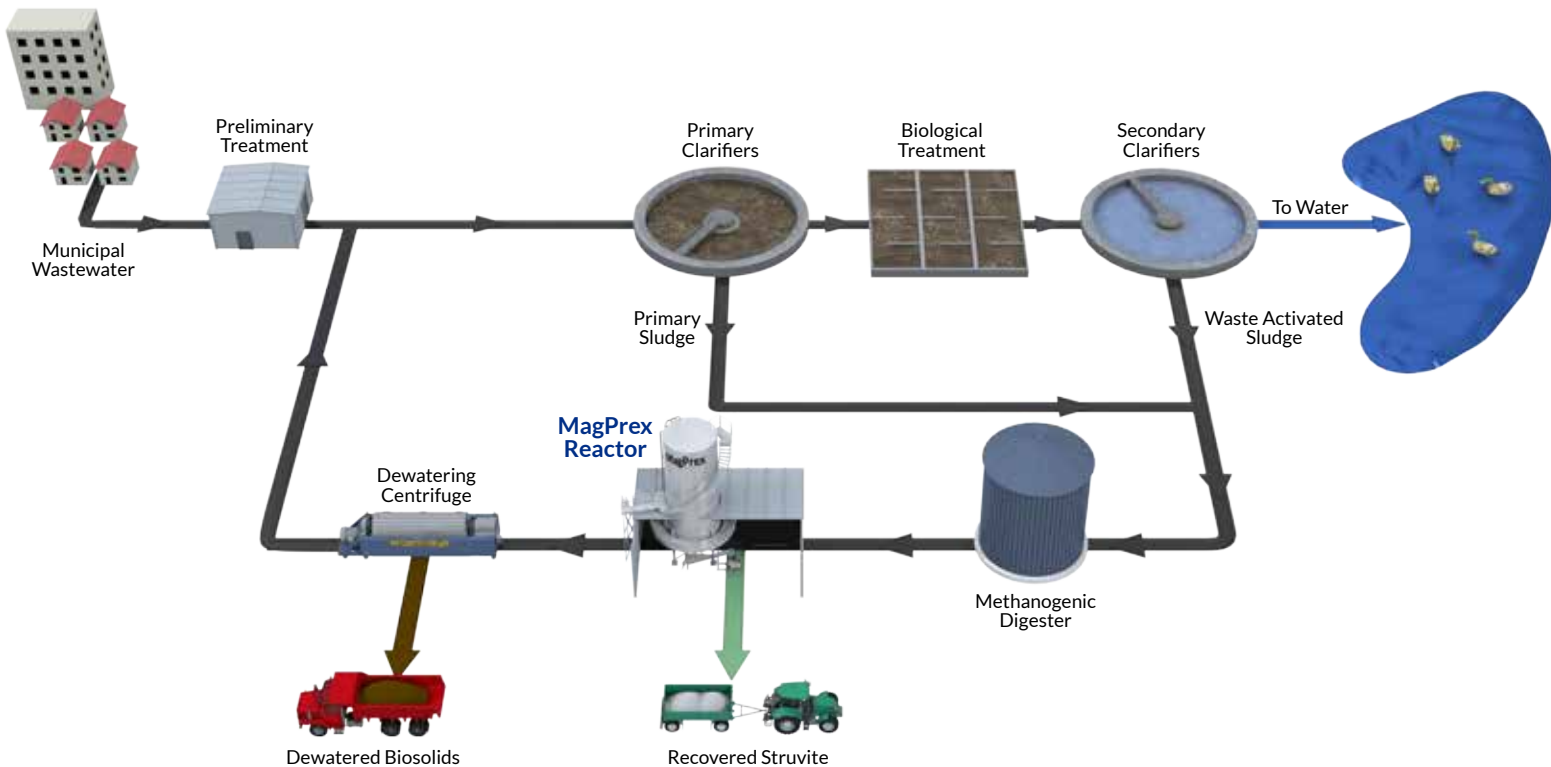 Preliminary
Treatment
Primary
Clarifiers
Biological
Treatment
Secondary
Clarifiers
To Water
Municipal
Wastewater
Primary
Sludge
Waste Activated
Sludge
MagPrex
Reactor
MagPrex
Dewatering
Centrifuge
Methanogenic
Digester
Dewatered Biosolids
Recovered Struvite